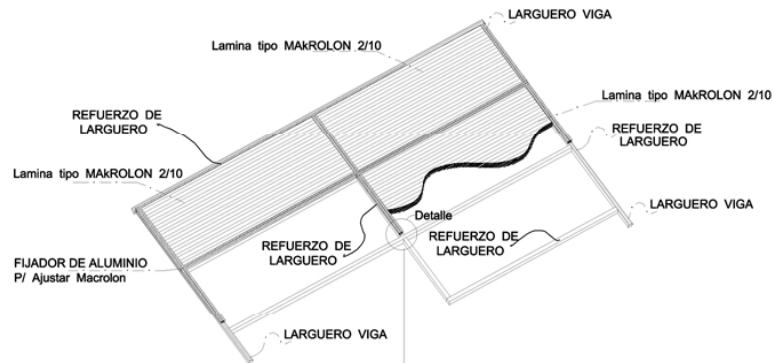 LARGUERO VIGA
Lamina tipo MAkROLON 2/10
Lamina tipo MAkROLON 2/10
REFUERZO DE
LARGUERO
REFUERZO DE
LARGUERO
Lamina tipo MAkROLON 2/10
LARGUERO VIGA
Detalle
REFUERZO DE
LARGUERO
REFUERZO DE
LARGUERO
FIJADOR DE ALUMINIO
P/ Ajustar Macrolon
LARGUERO VIGA